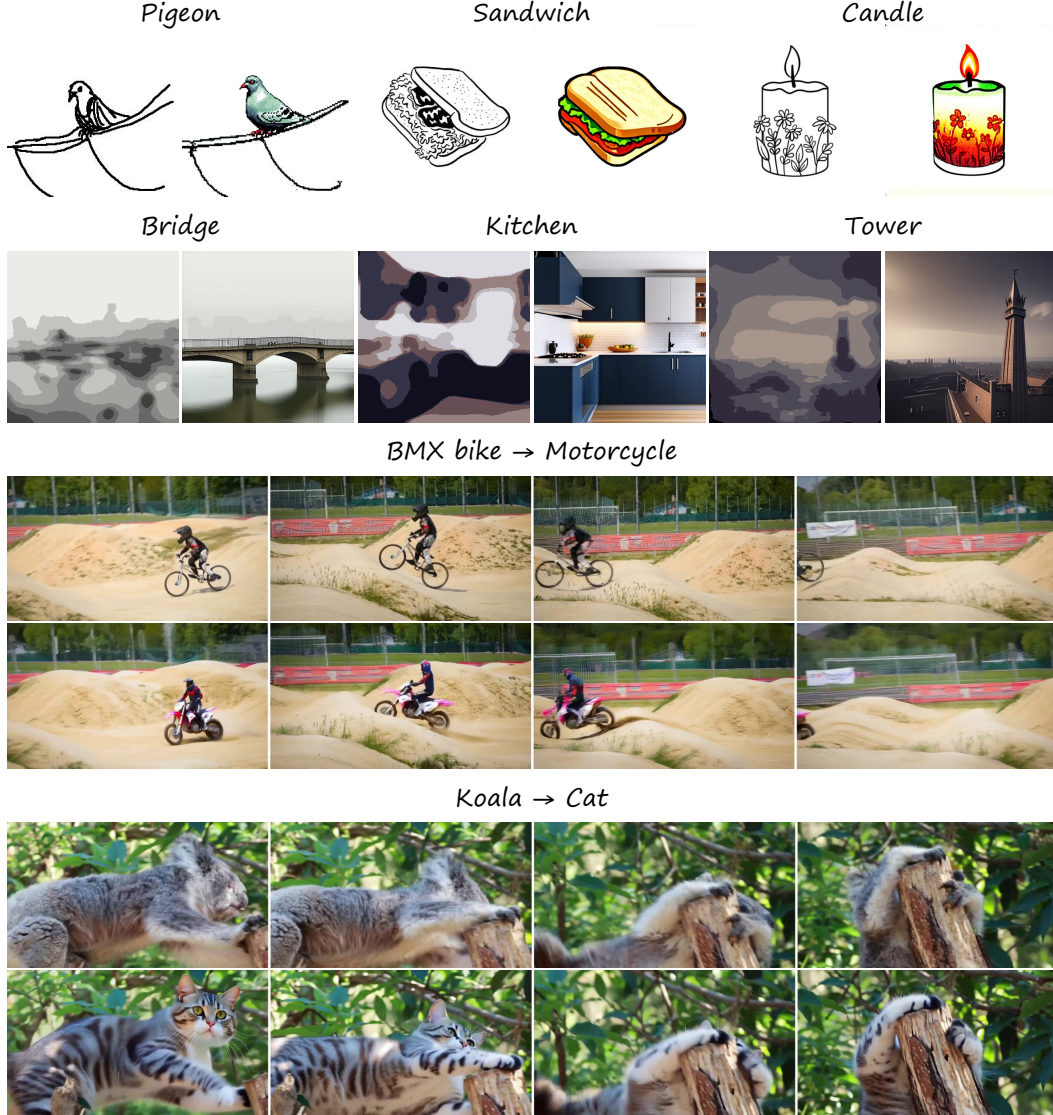 Pigeon Sandwich Candle
Bridge Kitchen Tower
BMX bike → Motorcycle
Koala → Cat